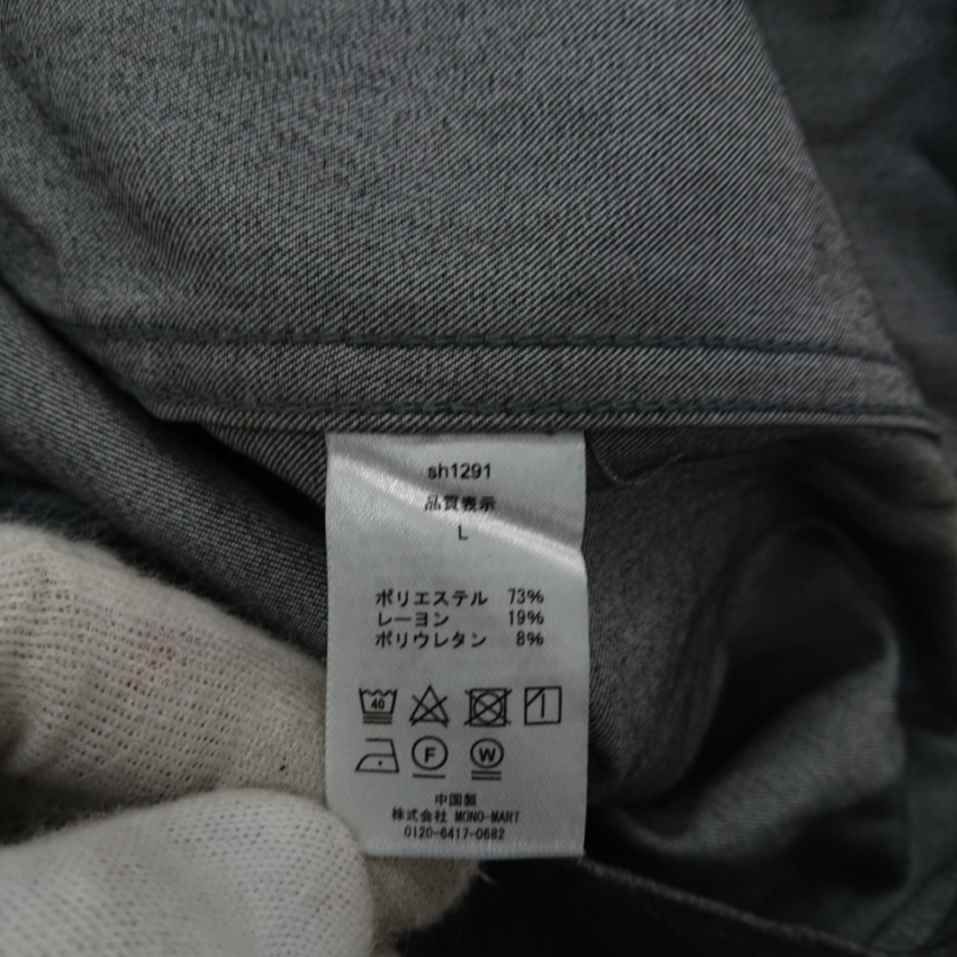 sh1291
品質表示
L
ポリエステル 73%
レーヨン 19%
ポリウレタン 8%
40
F W
中国製
株式会社 MONO-MART
0120-6417-0682